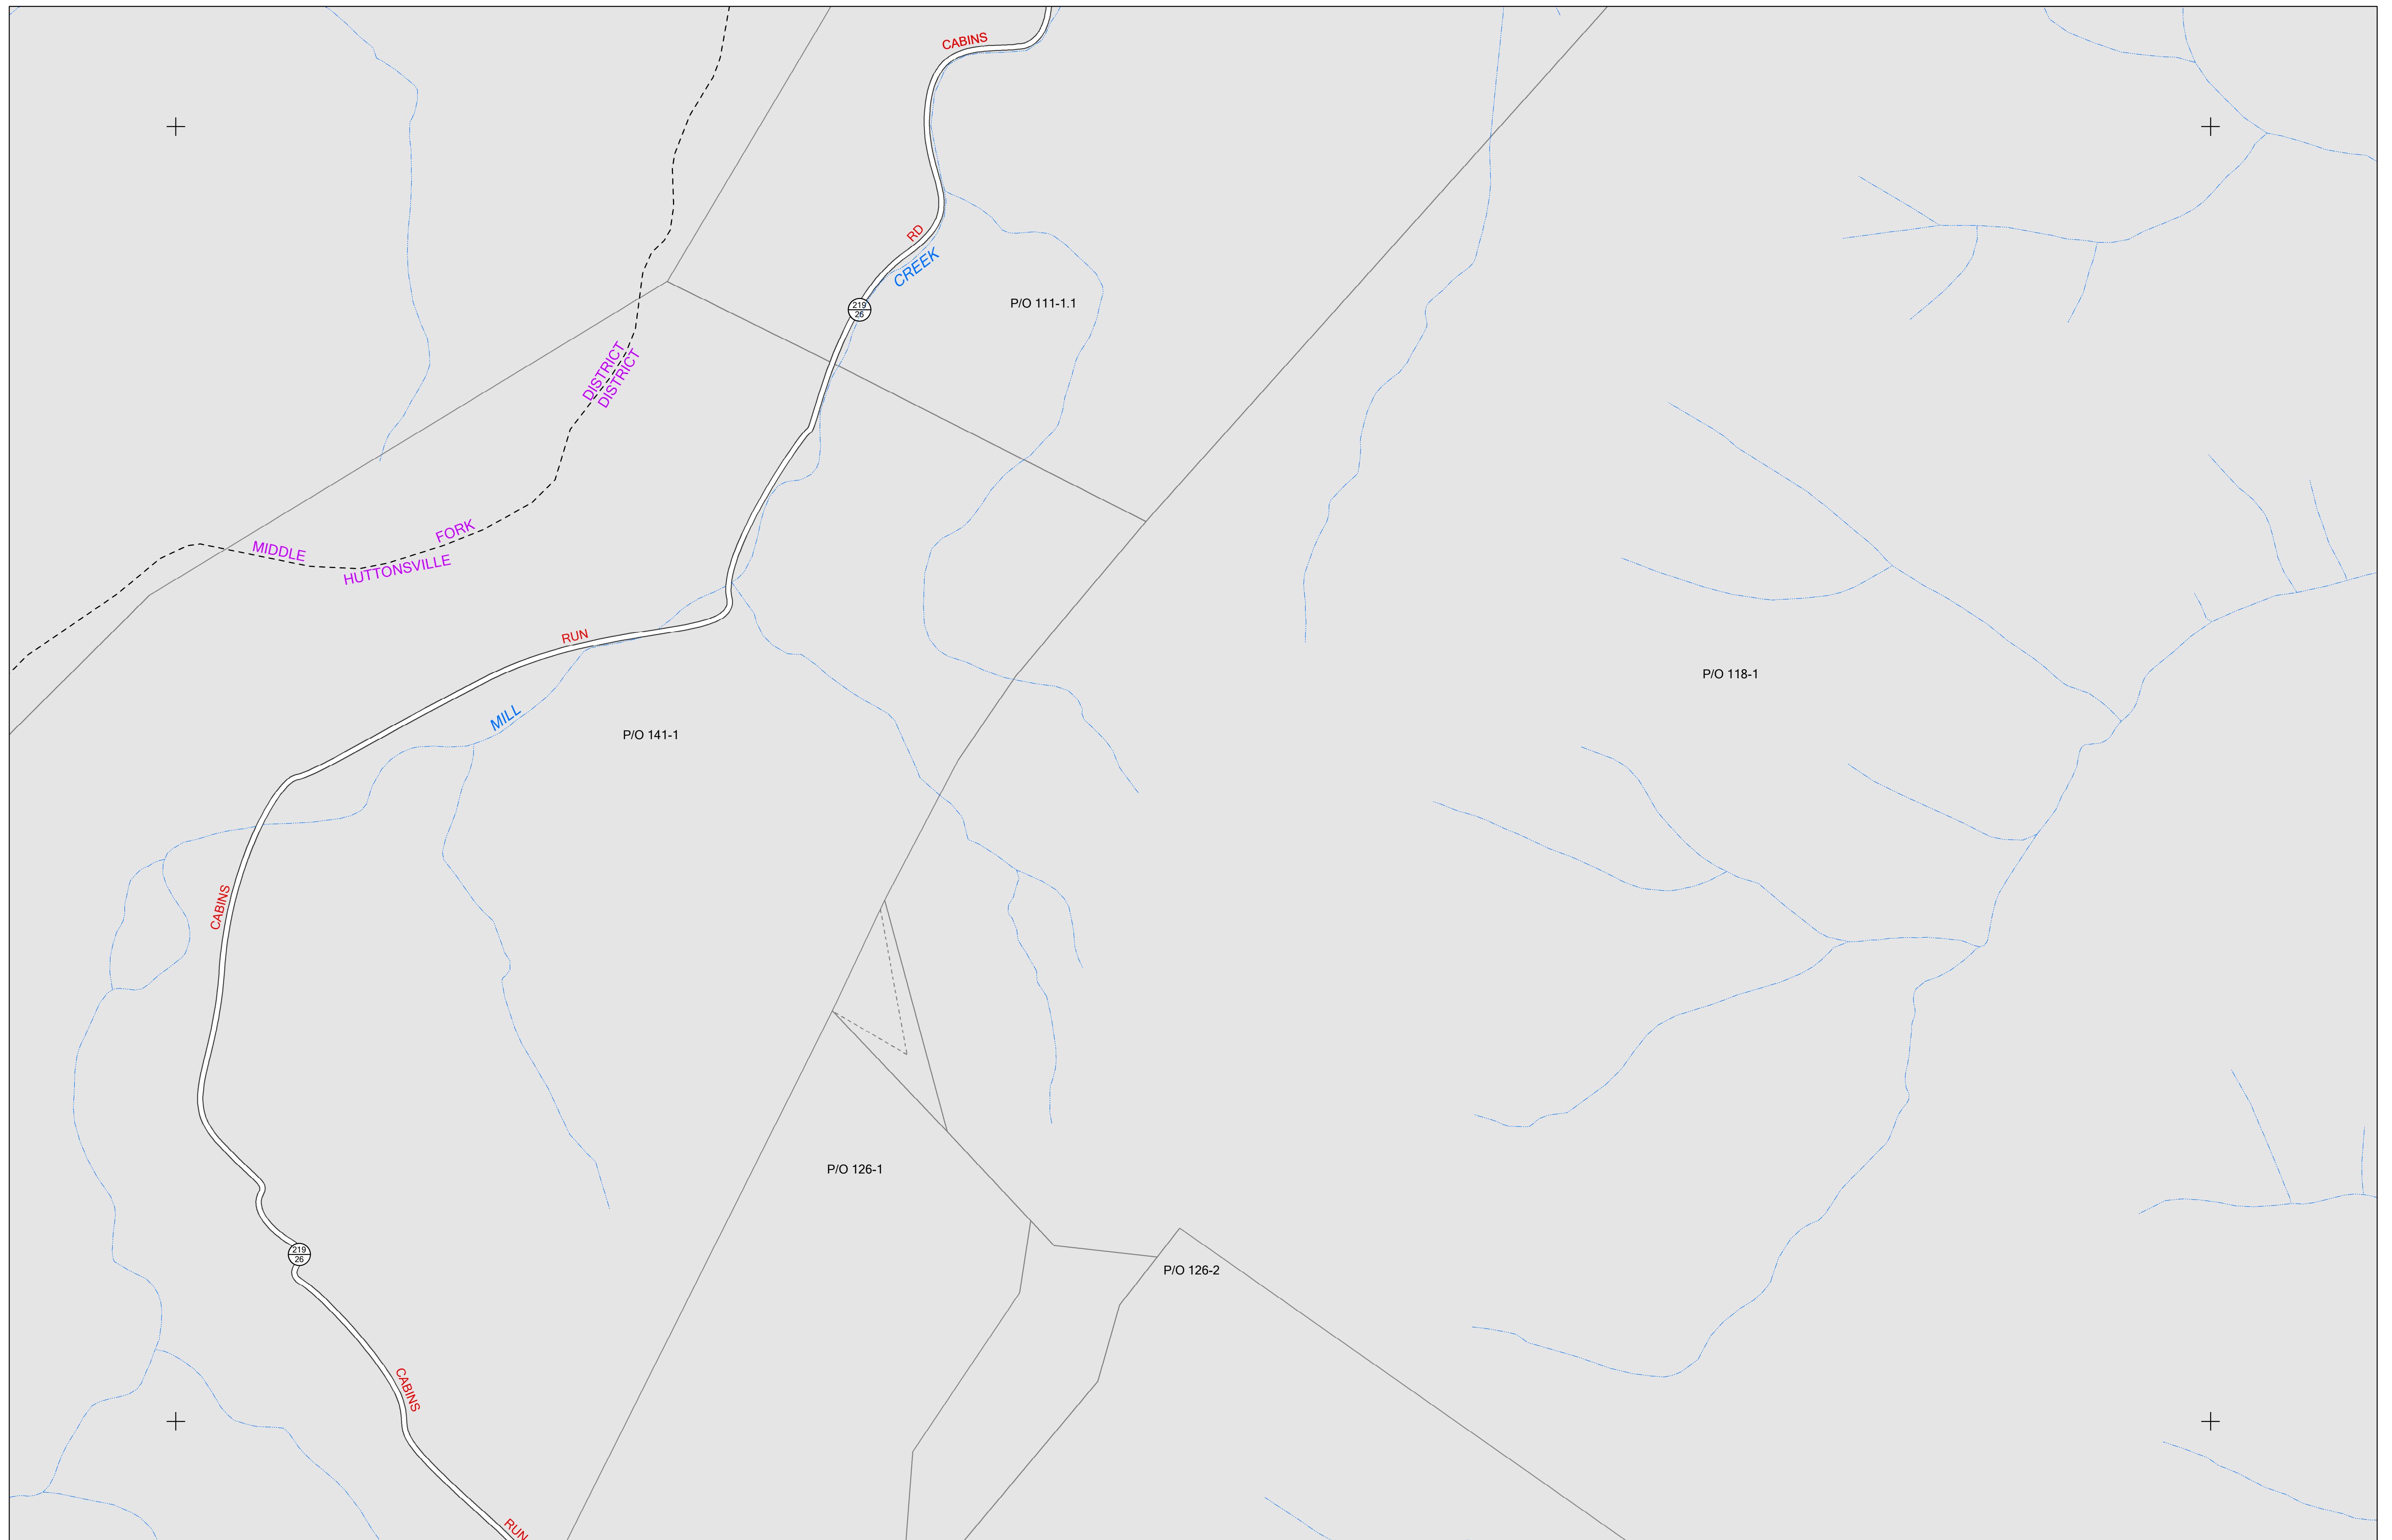 CABINS
RD
CREEK
219
26
P/O 111-1.1
DISTRICT
DISTRICT
MIDDLE
FORK
HUTTONSVILLE
RUN
P/O 118-1
MILL
P/O 141-1
CABINS
P/O 126-1
219
26
P/O 126-2
CABINS
RUN